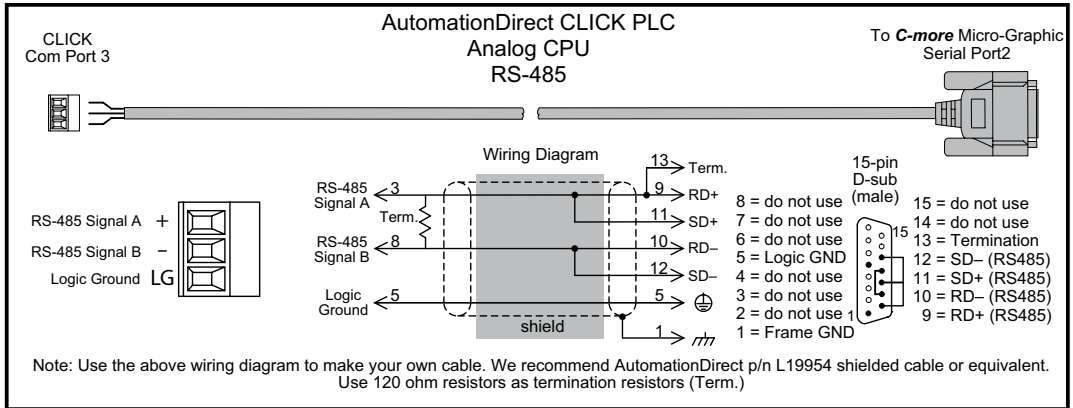 AutomationDirect CLICK PLC
Analog CPU
RS-485
CLICK
Com Port 3
To C-more Micro-Graphic
Serial Port2
Wiring Diagram
RS-485 Signal A +
RS-485 Signal B –
Logic Ground LG
RS-485
Signal A
3
Term.
RS-485
Signal B
8
Logic
Ground
5
shield
13 Term.
9 RD+
11 SD+
10 RD–
12 SD–
5
1
8 = do not use
7 = do not use
6 = do not use
5 = Logic GND
4 = do not use
3 = do not use
2 = do not use
1 = Frame GND
15-pin
D-sub
(male)
15
1
15 = do not use
14 = do not use
13 = Termination
12 = SD– (RS485)
11 = SD+ (RS485)
10 = RD– (RS485)
9 = RD+ (RS485)
Note: Use the above wiring diagram to make your own cable. We recommend AutomationDirect p/n L19954 shielded cable or equivalent.
Use 120 ohm resistors as termination resistors (Term.)